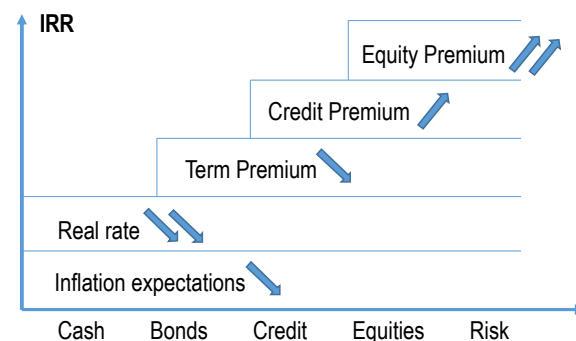 IRR
Equity Premium
Credit Premium
Term Premium
Real rate
Inflation expectations
Cash Bonds Credit Equities Risk